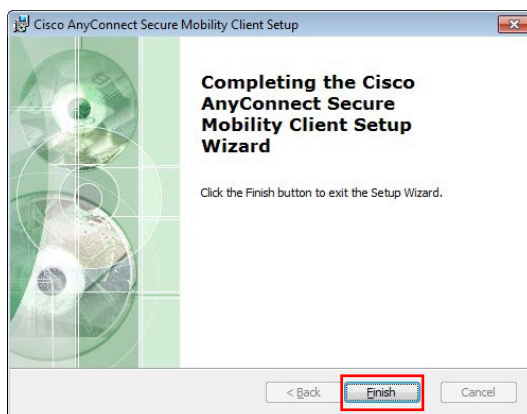 Cisco AnyConnect Secure Mobility Client Setup
Completing the Cisco
AnyConnect Secure
Mobility Client Setup
Wizard
Click the Finish button to exit the Setup Wizard.
< Back
Finish
Cancel